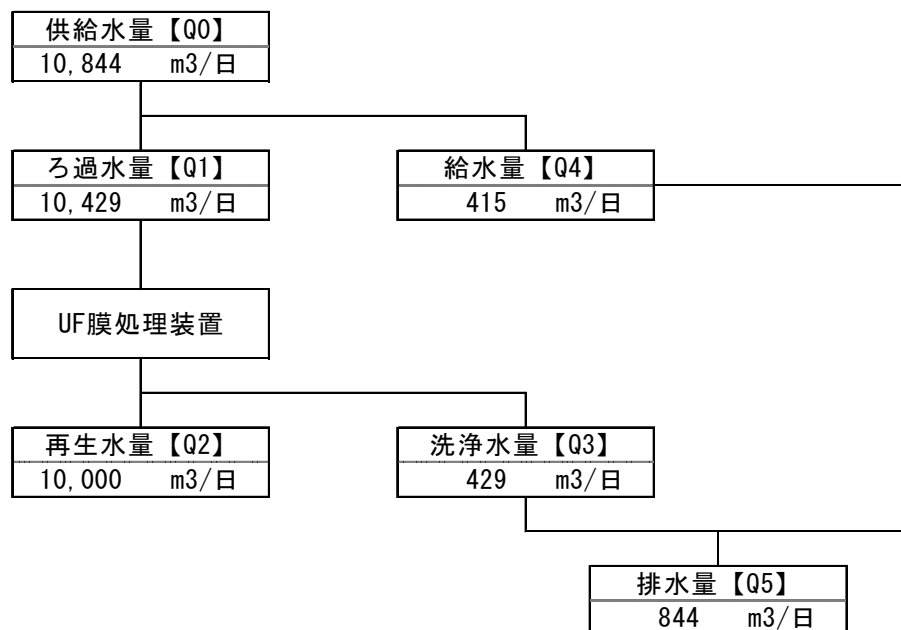 供給水量【Q0】
10,844 m3/日
ろ過水量【Q1】
10,429 m3/日
給水量【Q4】
415 m3/日
UF膜処理装置
再生水量【Q2】
10,000 m3/日
洗浄水量【Q3】
429 m3/日
排水量【Q5】
844 m3/日